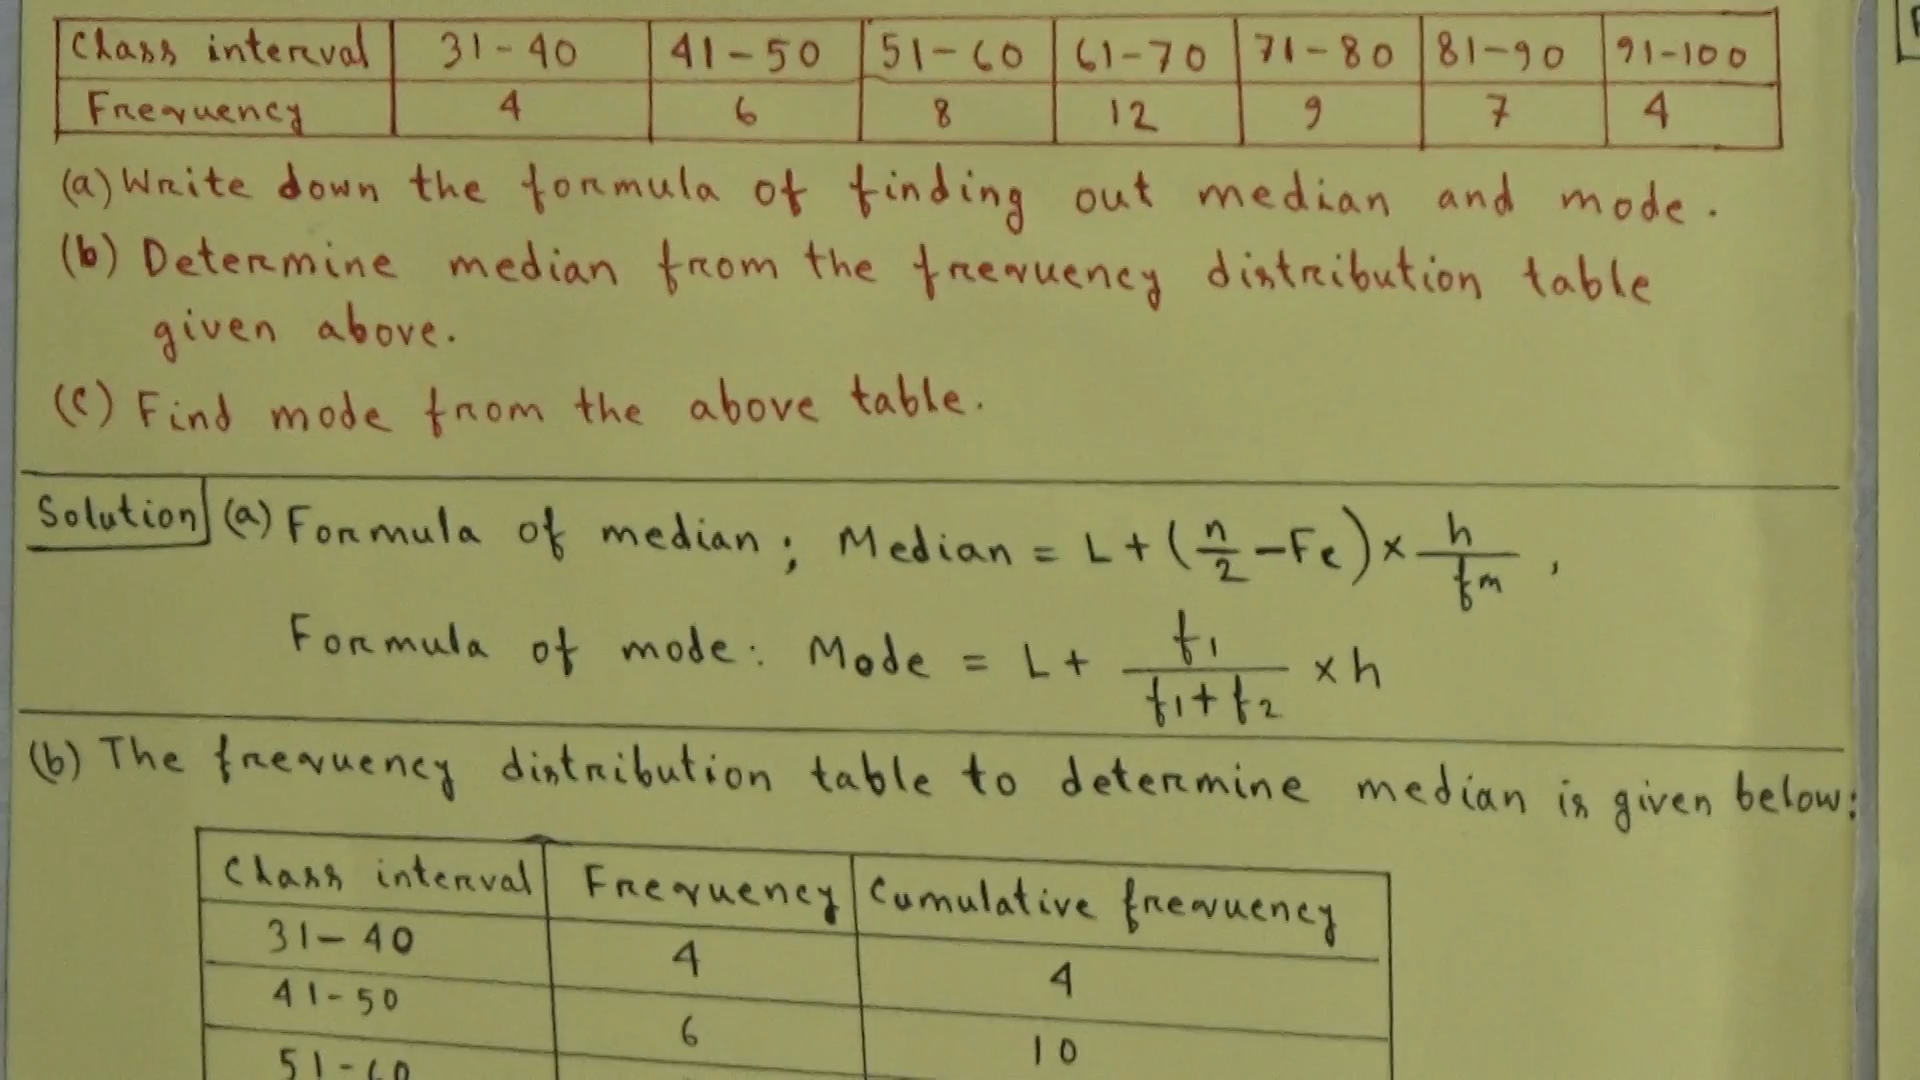 Class interval 31-40 41-50 51-60 61-70 71-80 81-90 91-100
Frequency 4 6 8 12 9 7 4
(a) Write down the formula of finding out median and mode.
(b) Determine median from the frequency distribution table
given above.
(c) Find mode from the above table.
Solution (a) Formula of median; Median = L + (n/2 - Fc) × h/fm ,
Formula of mode: Mode = L + f1/(f1+f2) × h
(b) The frequency distribution table to determine median is given below:
Class interval Frequency Cumulative frequency
31-40 4 4
41-50 6 10
51-60